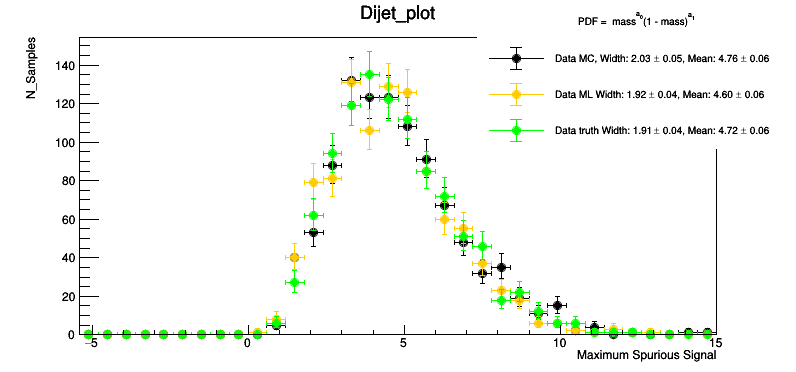 Dijet_plot
PDF = mass^a0(1 - mass)^a1
N_Samples
Data MC, Width: 2.03 ± 0.05, Mean: 4.76 ± 0.06
Data ML Width: 1.92 ± 0.04, Mean: 4.60 ± 0.06
Data truth Width: 1.91 ± 0.04, Mean: 4.72 ± 0.06
140
120
100
80
60
40
20
0
−5 0 5 10 15
Maximum Spurious Signal